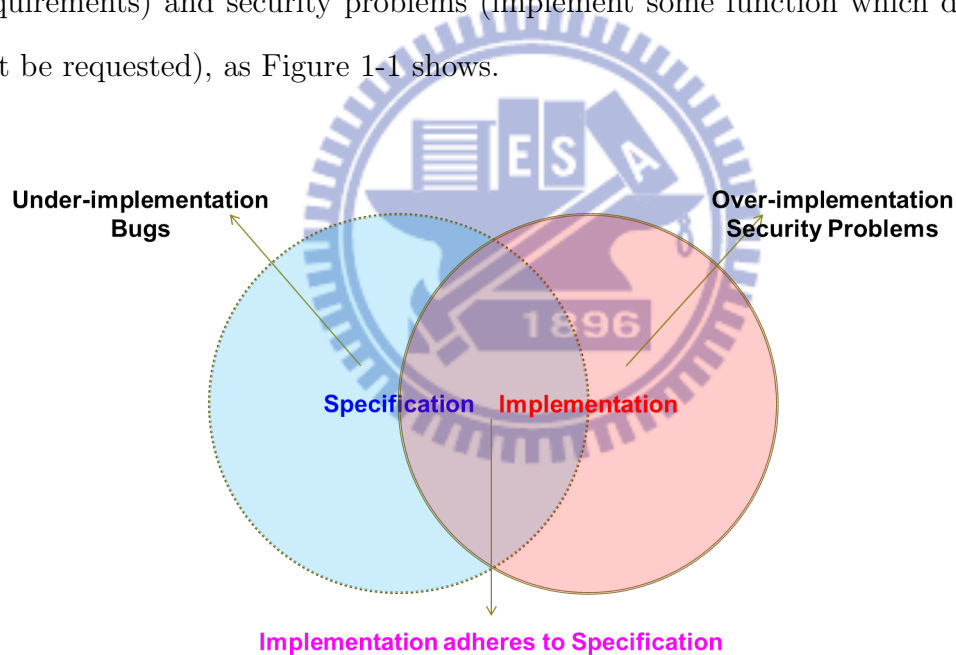 quirements) and security problems (implement some function which d
t be requested), as Figure 1-1 shows.
E S A
Under-implementation
Bugs
Over-implementation
Security Problems
1896
Specification
Implementation
Implementation adheres to Specification